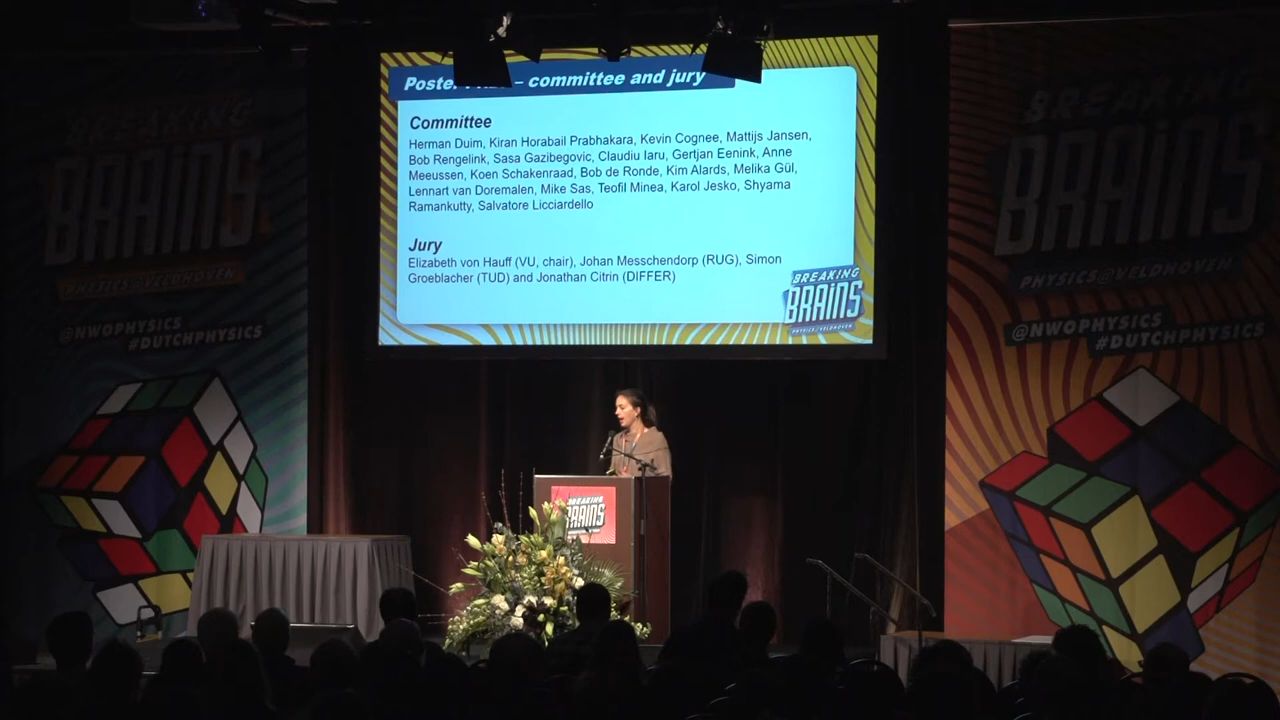 Poster Prize – committee and jury
Committee
Herman Duim, Kiran Horabail Prabhakara, Kevin Cognee, Mattijs Jansen,
Bob Rengelink, Sasa Gazibegovic, Claudiu Iaru, Gertjan Eenink, Anne
Meeussen, Koen Schakenraad, Bob de Ronde, Kim Alards, Melika Gül,
Lennart van Doremalen, Mike Sas, Teofil Minea, Karol Jesko, Shyama
Ramankutty, Salvatore Licciardello
Jury
Elizabeth von Hauff (VU, chair), Johan Messchendorp (RUG), Simon
Groeblacher (TUD) and Jonathan Citrin (DIFFER)
BREAKING
BRAINS
PHYSICS@VELDHOVEN
BREAKING
BRAINS
PHYSICS@VELDHOVEN
@NWOPHYSICS
#DUTCHPHYSICS
BREAKING
BRAINS
PHYSICS@VELDHOVEN
@NWOPHYSICS
#DUTCHPHYSICS
BREAKING
BRAINS